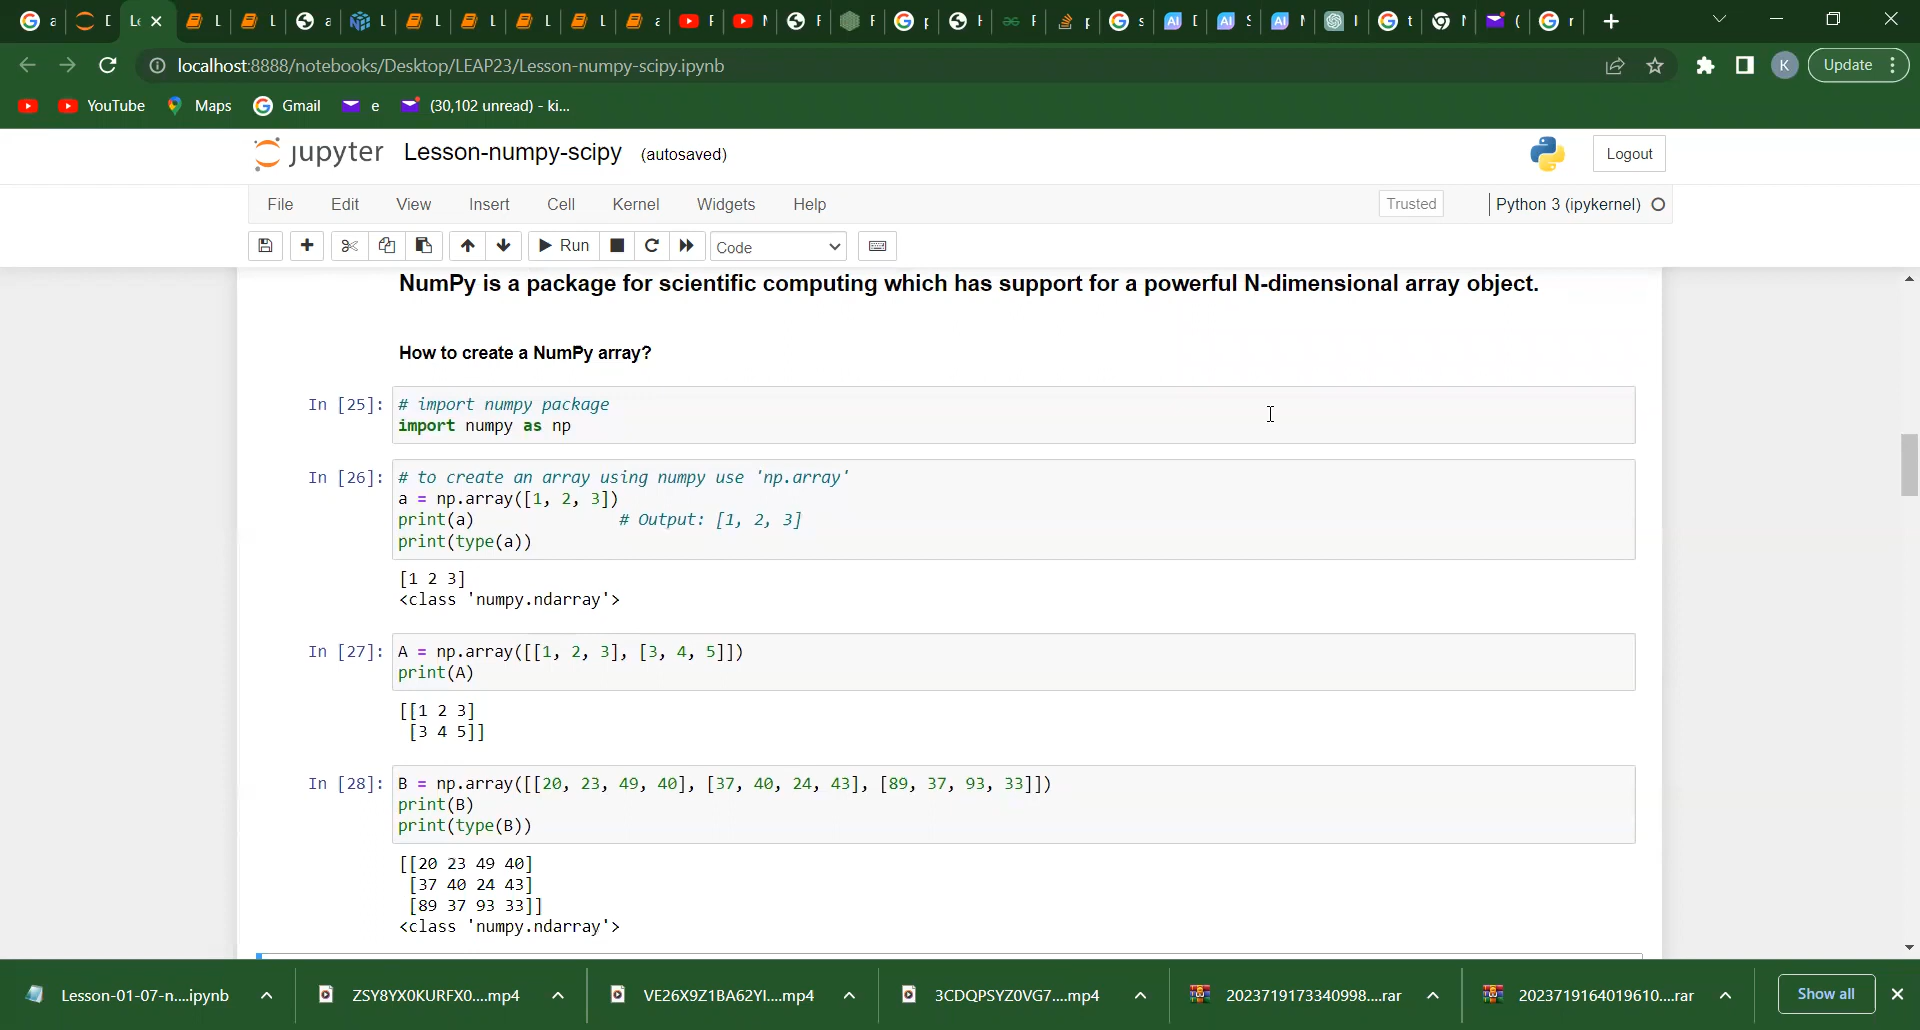 localhost:8888/notebooks/Desktop/LEAP23/Lesson-numpy-scipy.ipynb
K
Update
YouTube
Maps
Gmail
e
(30,102 unread) - ki...
jupyter Lesson-numpy-scipy (autosaved)
Logout
File Edit View Insert Cell Kernel Widgets Help
Trusted
Python 3 (ipykernel)
Run
Code
NumPy is a package for scientific computing which has support for a powerful N-dimensional array object.
How to create a NumPy array?
In [25]: # import numpy package
import numpy as np
In [26]: # to create an array using numpy use 'np.array'
a = np.array([1, 2, 3])
print(a) # Output: [1, 2, 3]
print(type(a))
[1 2 3]
<class 'numpy.ndarray'>
In [27]: A = np.array([[1, 2, 3], [3, 4, 5]])
print(A)
[[1 2 3]
[3 4 5]]
In [28]: B = np.array([[20, 23, 49, 40], [37, 40, 24, 43], [89, 37, 93, 33]])
print(B)
print(type(B))
[[20 23 49 40]
[37 40 24 43]
[89 37 93 33]]
<class 'numpy.ndarray'>
Lesson-01-07-n....ipynb
ZSY8YX0KURFX0....mp4
VE26X9Z1BA62YI....mp4
3CDQPSYZ0VG7....mp4
2023719173340998....rar
2023719164019610....rar
Show all